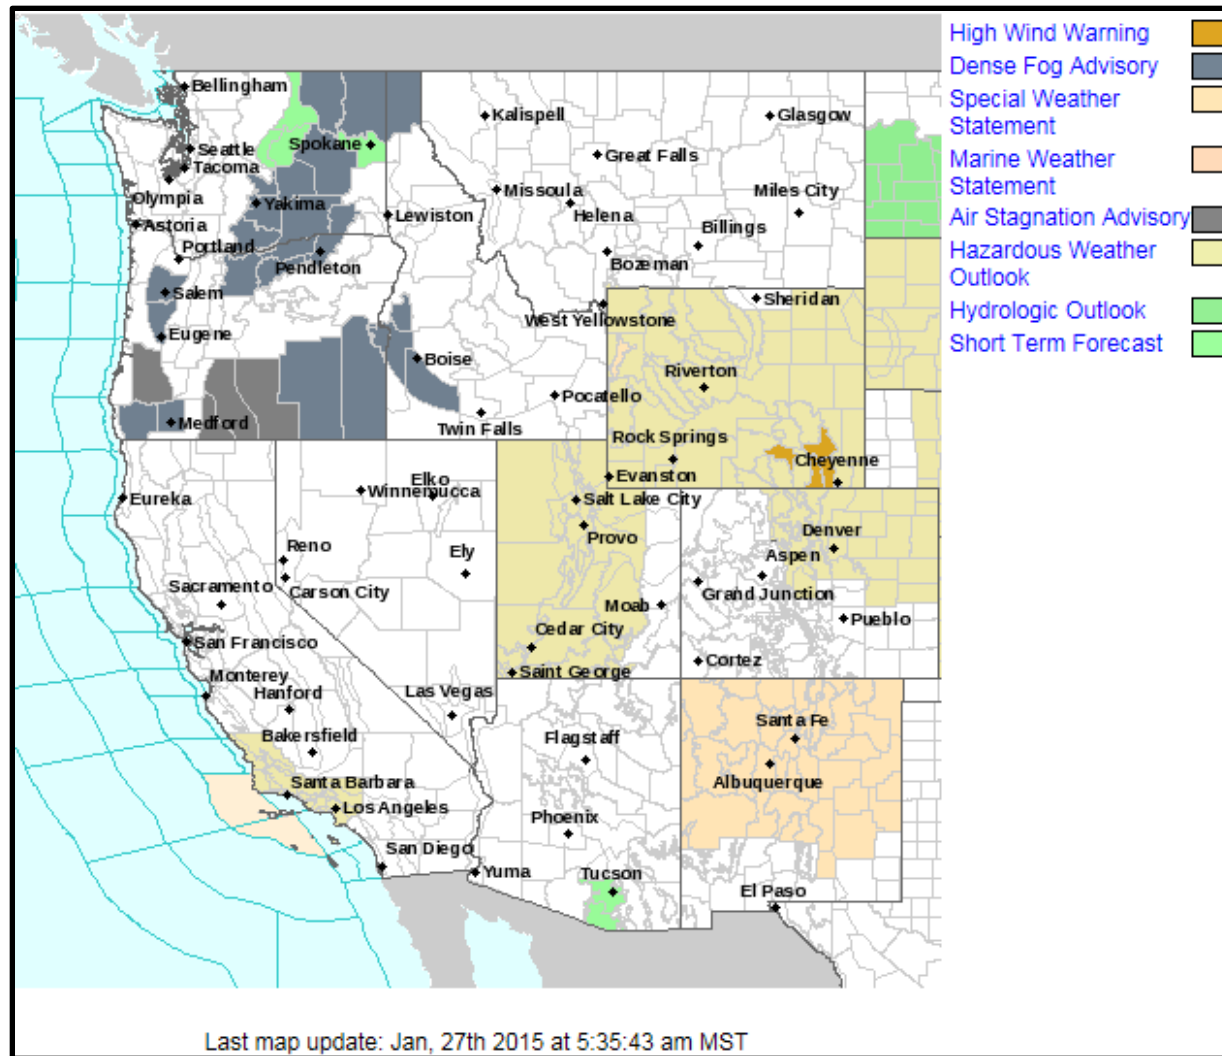 High Wind Warning
Dense Fog Advisory
Special Weather
Statement
Marine Weather
Statement
Air Stagnation Advisory
Hazardous Weather
Outlook
Hydrologic Outlook
Short Term Forecast
Bellingham
Kalispell
Glasgow
Seattle
Spokane
Great Falls
Tacoma
Olympia
Yakima
Missoula
Miles City
Astoria
Lewiston
Helena
Billings
Portland
Pendleton
Bozeman
Salem
Sheridan
Eugene
West Yellowstone
Boise
Riverton
Pocatello
Medford
Twin Falls
Rock Springs
Cheyenne
Elko
Evanston
Eureka
Winnemucca
Salt Lake City
Provo
Denver
Reno
Ely
Aspen
Sacramento
Carson City
Moab
Grand Junction
Pueblo
San Francisco
Cedar City
Cortez
Monterey
Saint George
Hanford
Las Vegas
Santa Fe
Bakersfield
Flagstaff
Santa Barbara
Albuquerque
Los Angeles
Phoenix
San Diego
Yuma
Tucson
El Paso
Last map update: Jan, 27th 2015 at 5:35:43 am MST